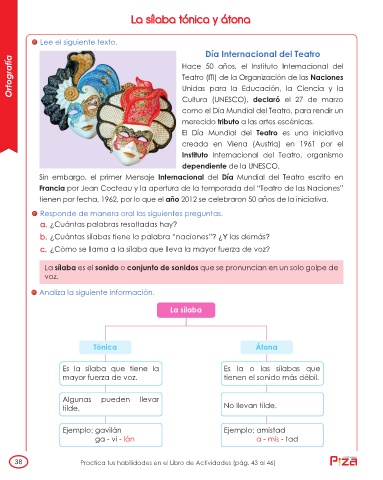 La sílaba tónica y átona
Ortografía
Lee el siguiente texto.
Día Internacional del Teatro
Hace 50 años, el Instituto Internacional del
Teatro (ITI) de la Organización de las Naciones
Unidas para la Educación, la Ciencia y la
Cultura (UNESCO), declaró el 27 de marzo
como el Día Mundial del Teatro, para rendir un
merecido tributo a las artes escénicas.
El Día Mundial del Teatro es una iniciativa
creada en Viena (Austria) en 1961 por el
Instituto Internacional del Teatro, organismo
dependiente de la UNESCO.
Sin embargo, el primer Mensaje Internacional del Día Mundial del Teatro escrito en
Francia por Jean Cocteau y la apertura de la temporada del "Teatro de las Naciones"
tienen por fecha, 1962, por lo que el año 2012 se celebraron 50 años de la iniciativa.
Responde de manera oral las siguientes preguntas.
a. ¿Cuántas palabras resaltadas hay?
b. ¿Cuántas sílabas tiene la palabra "naciones"? ¿Y las demás?
c. ¿Cómo se llama a la sílaba que lleva la mayor fuerza de voz?
La sílaba es el sonido o conjunto de sonidos que se pronuncian en un solo golpe de
voz.
Analiza la siguiente información.
La sílaba
Tónica
Átona
Es la sílaba que tiene la
mayor fuerza de voz.
Es la o las sílabas que
tienen el sonido más débil.
Algunas pueden llevar
tilde.
No llevan tilde.
Ejemplo: gavilán
ga - vi - lán
Ejemplo: amistad
a - mis - tad
38
Practica tus habilidades en el Libro de Actividades (pág. 43 al 46)